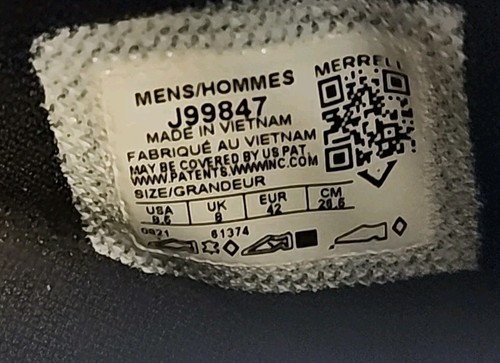 MENS/HOMMES
MERRELL
J99847
MADE IN VIETNAM
FABRIQUÉ AU VIETNAM
MAY BE COVERED BY US PAT.
WWW.PATENTS.WWWINC.COM
SIZE/GRANDEUR
USA UK EUR CM
9.5 9 42 26.5
0821 61374